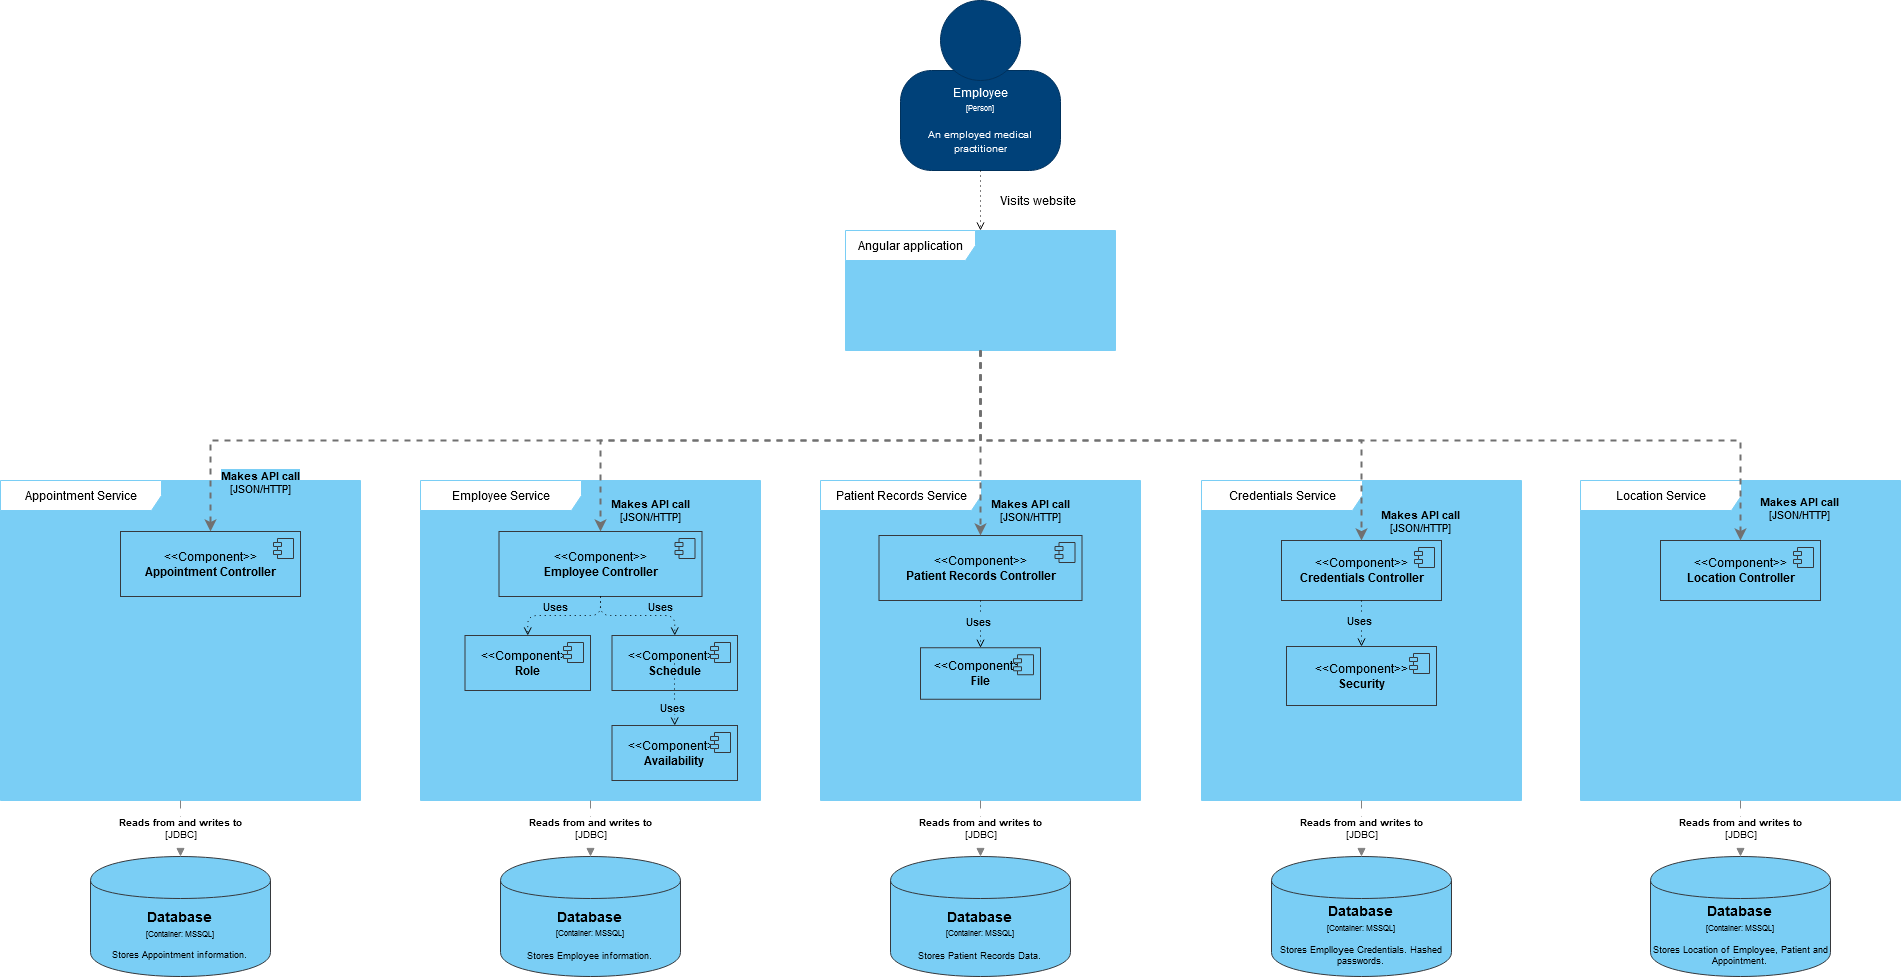 Employee
[Person]
An employed medical
practitioner
Visits website
Angular application
Appointment Service
Makes API call
[JSON/HTTP]
<<Component>>
Appointment Controller
Reads from and writes to
[JDBC]
Database
[Container: MSSQL]
Stores Appointment information.
Employee Service
Makes API call
[JSON/HTTP]
<<Component>>
Employee Controller
Uses
Uses
<<Component>
Role
<<Component>
Schedule
Uses
<<Component>
Availability
Reads from and writes to
[JDBC]
Database
[Container: MSSQL]
Stores Employee information.
Patient Records Service
Makes API call
[JSON/HTTP]
<<Component>>
Patient Records Controller
Uses
<<Component>
File
Reads from and writes to
[JDBC]
Database
[Container: MSSQL]
Stores Patient Records Data.
Credentials Service
Makes API call
[JSON/HTTP]
<<Component>>
Credentials Controller
Uses
<<Component>>
Security
Reads from and writes to
[JDBC]
Database
[Container: MSSQL]
Stores Emplloyee Credentials. Hashed
passwords.
Location Service
Makes API call
[JSON/HTTP]
<<Component>>
Location Controller
Reads from and writes to
[JDBC]
Database
[Container: MSSQL]
Stores Location of Employee, Patient and
Appointment.